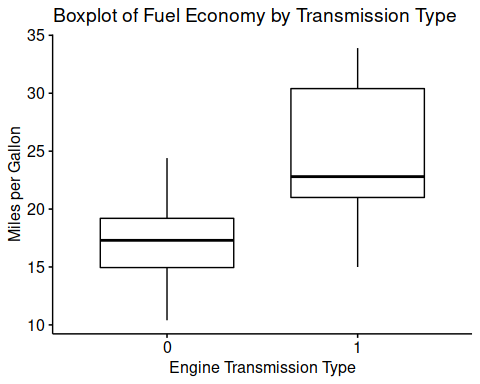 Boxplot of Fuel Economy by Transmission Type
Miles per Gallon
35
30
25
20
15
10
0 1
Engine Transmission Type